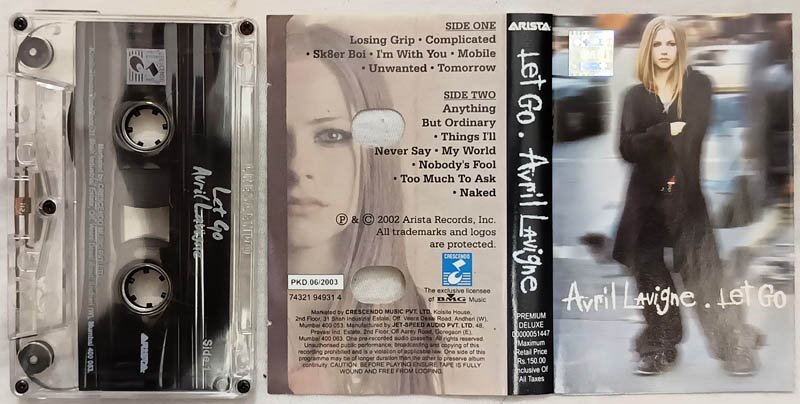 CRESCENDO
Let Go
Avril Lavigne
ARISTA
Side-1
Mumbai 400 053.
SIDE ONE
Losing Grip • Complicated
• Sk8er Boi • I'm With You • Mobile
• Unwanted • Tomorrow
SIDE TWO
Anything
But Ordinary
• Things I'll
Never Say • My World
• Nobody's Fool
• Too Much To Ask
• Naked
Ⓟ & © 2002 Arista Records, Inc.
All trademarks and logos
are protected.
CRESCENDO
PKD.06/2003
74321 94931 4
The exclusive licensee
of BMG Music
Marketed by CRESCENDO MUSIC PVT. LTD. Kolsite House,
2nd Floor, 31 Shah Industrial Estate, Off. Veera Desai Road, Andheri (W),
Mumbai 400 053. Manufactured by JET-SPEED AUDIO PVT. LTD. 48,
Pravasi Ind. Estate, 2nd Floor, Off Aarey Road, Goregaon (E),
Mumbai 400 063. One pre-recorded audio cassette. All rights reserved.
Unauthorised public performance, broadcasting and copying of this
recording prohibited and is a violation of applicable law. One side of this
programme may be of longer duration than the other to preserve album
continuity. CAUTION: BEFORE PLAYING ENSURE TAPE IS FULLY
WOUND AND FREE FROM LOOPING.
ARISTA
Let Go. Avril Lavigne
PREMIUM
DELUXE
00000051447
Maximum
Retail Price
Rs.150.00
Inclusive Of
All Taxes
Avril Lavigne. Let Go